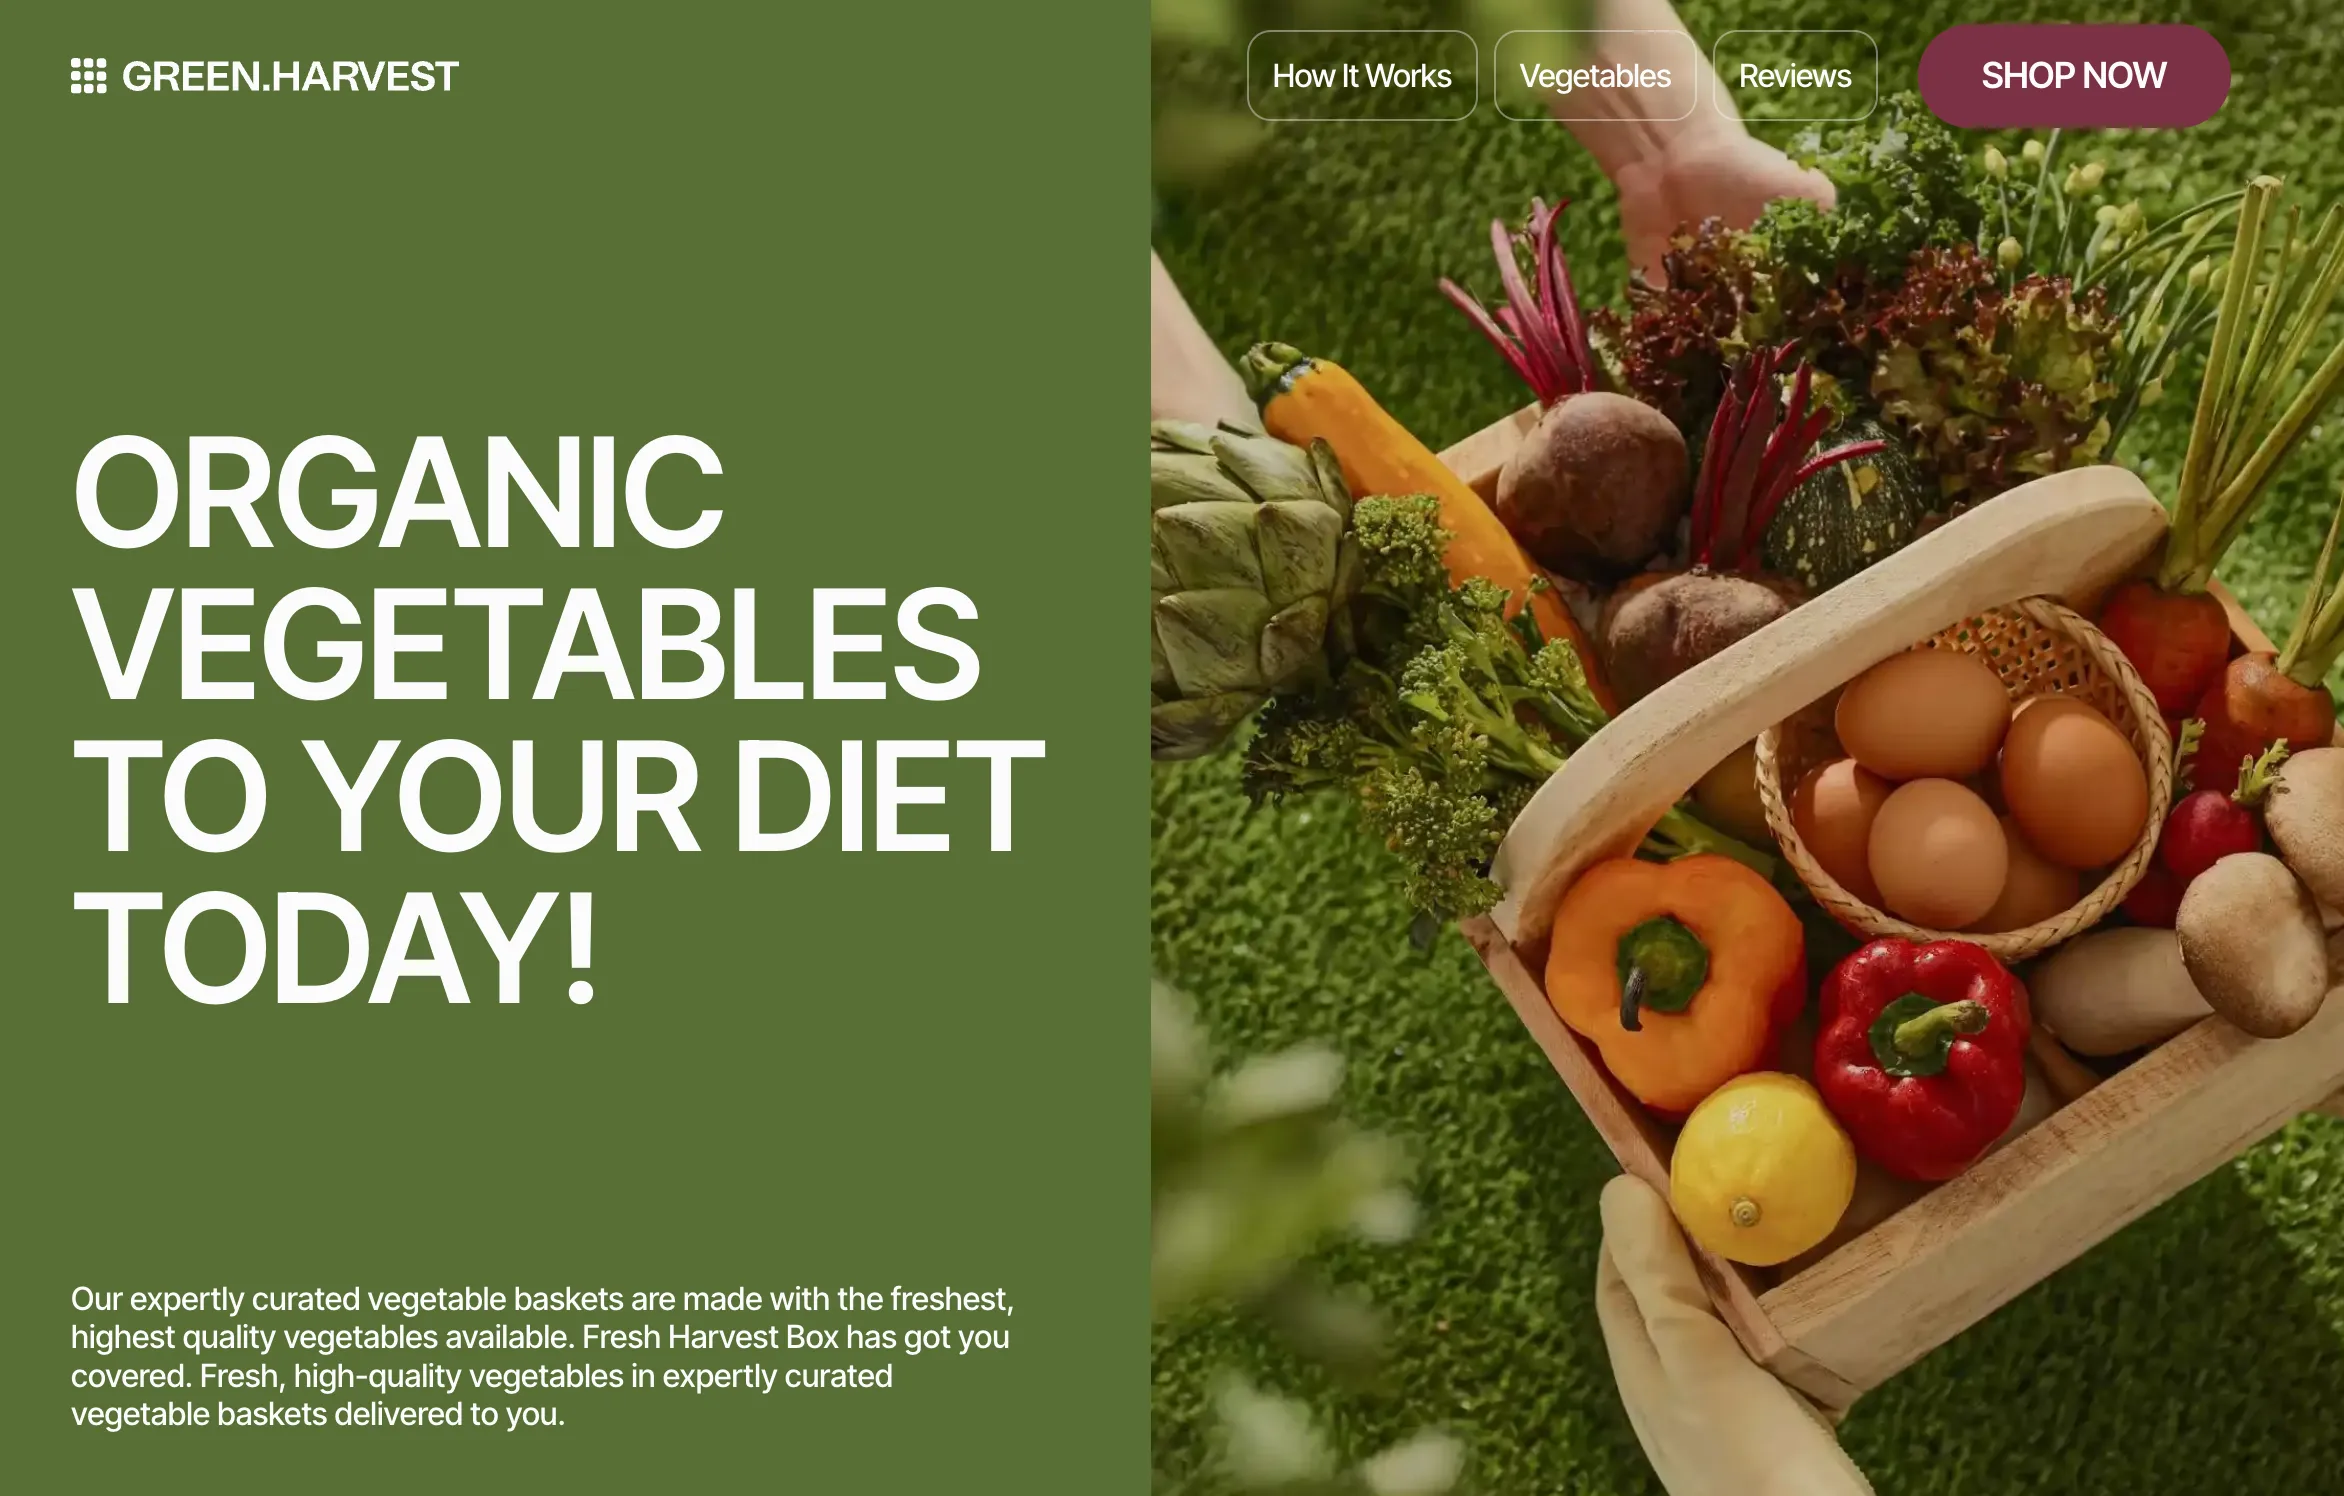 GREEN.HARVEST
How It Works
Vegetables
Reviews
SHOP NOW
ORGANIC
VEGETABLES
TO YOUR DIET
TODAY!
Our expertly curated vegetable baskets are made with the freshest,
highest quality vegetables available. Fresh Harvest Box has got you
covered. Fresh, high-quality vegetables in expertly curated
vegetable baskets delivered to you.